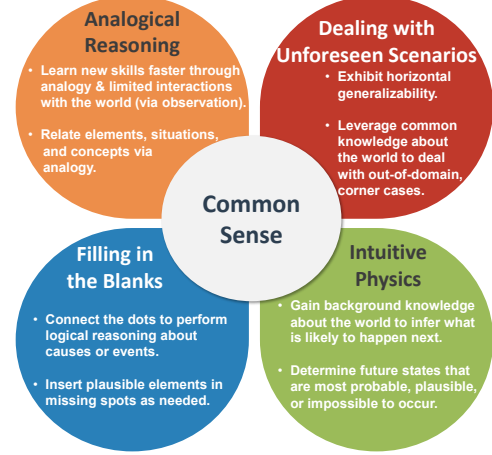 Analogical
Reasoning
• Learn new skills faster through
analogy & limited interactions
with the world (via observation).
• Relate elements, situations,
and concepts via
analogy.
Dealing with
Unforeseen Scenarios
• Exhibit horizontal
generalizability.
• Leverage common
knowledge about
the world to deal
with out-of-domain,
corner cases.
Common
Sense
Filling in
the Blanks
• Connect the dots to perform
logical reasoning about
causes or events.
• Insert plausible elements in
missing spots as needed.
Intuitive
Physics
• Gain background knowledge
about the world to infer what
is likely to happen next.
• Determine future states that
are most probable, plausible,
or impossible to occur.